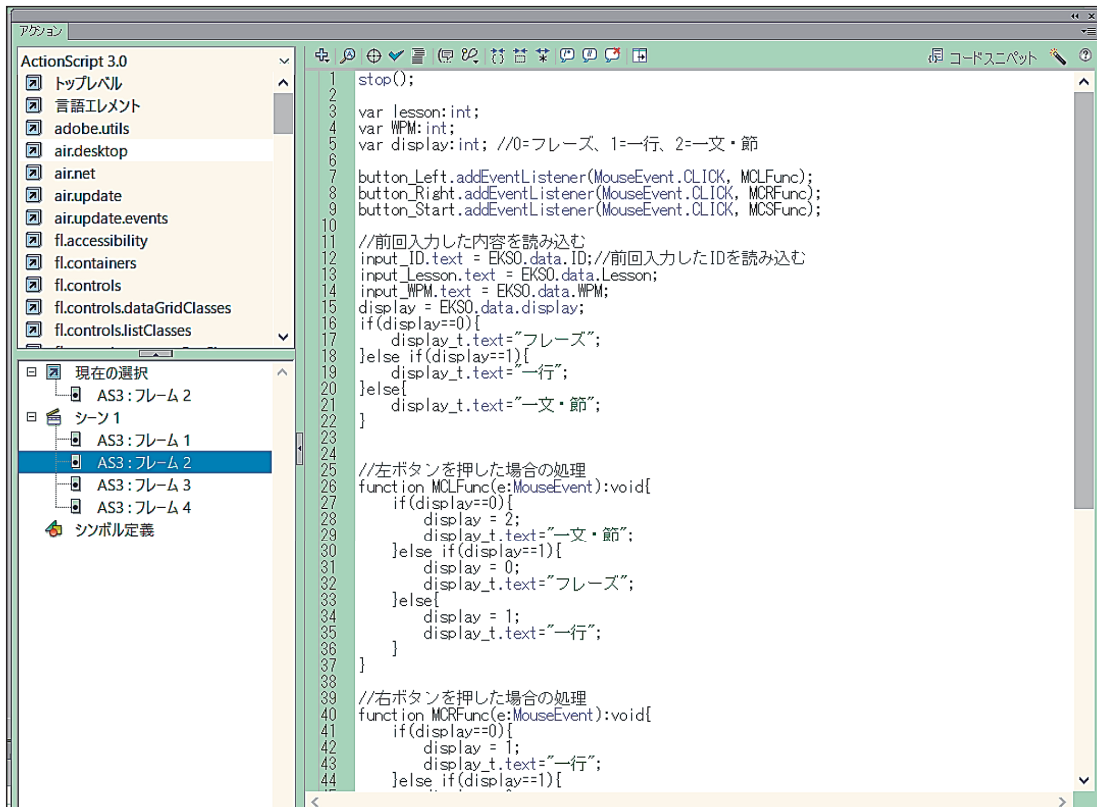 アクション
ActionScript 3.0
トップレベル
言語エレメント
adobe.utils
air.desktop
air.net
air.update
air.update.events
fl.accessibility
fl.containers
fl.controls
fl.controls.dataGridClasses
fl.controls.listClasses
現在の選択
AS3 : フレーム 2
シーン 1
AS3 : フレーム 1
AS3 : フレーム 2
AS3 : フレーム 3
AS3 : フレーム 4
シンボル定義
コードスニペット
1 stop();
2
3 var lesson:int;
4 var WPM:int;
5 var display:int; //0=フレーズ、1=一行、2=一文・節
6
7 button_Left.addEventListener(MouseEvent.CLICK, MCLFunc);
8 button_Right.addEventListener(MouseEvent.CLICK, MCRFunc);
9 button_Start.addEventListener(MouseEvent.CLICK, MCSFunc);
10
11 //前回入力した内容を読み込む
12 input_ID.text = EKSO.data.ID;//前回入力したIDを読み込む
13 input_Lesson.text = EKSO.data.Lesson;
14 input_WPM.text = EKSO.data.WPM;
15 display = EKSO.data.display;
16 if(display==0){
17 display_t.text="フレーズ";
18 }else if(display==1){
19 display_t.text="一行";
20 }else{
21 display_t.text="一文・節";
22 }
23
24
25 //左ボタンを押した場合の処理
26 function MCLFunc(e:MouseEvent):void{
27 if(display==0){
28 display = 2;
29 display_t.text="一文・節";
30 }else if(display==1){
31 display = 0;
32 display_t.text="フレーズ";
33 }else{
34 display = 1;
35 display_t.text="一行";
36 }
37 }
38
39 //右ボタンを押した場合の処理
40 function MCRFunc(e:MouseEvent):void{
41 if(display==0){
42 display = 1;
43 display_t.text="一行";
44 }else if(display==1){